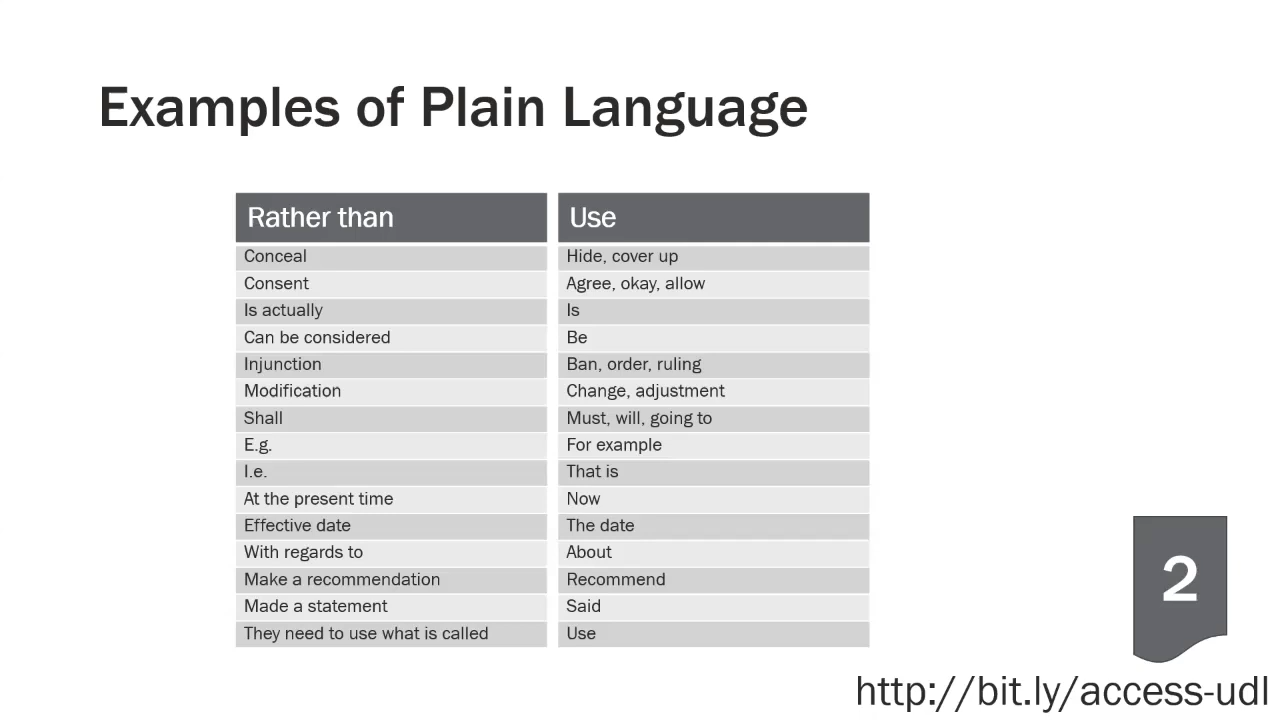 Examples of Plain Language
Rather than Use
Conceal Hide, cover up
Consent Agree, okay, allow
Is actually Is
Can be considered Be
Injunction Ban, order, ruling
Modification Change, adjustment
Shall Must, will, going to
E.g. For example
I.e. That is
At the present time Now
Effective date The date
With regards to About
Make a recommendation Recommend
Made a statement Said
They need to use what is called Use
2
http://bit.ly/access-udl